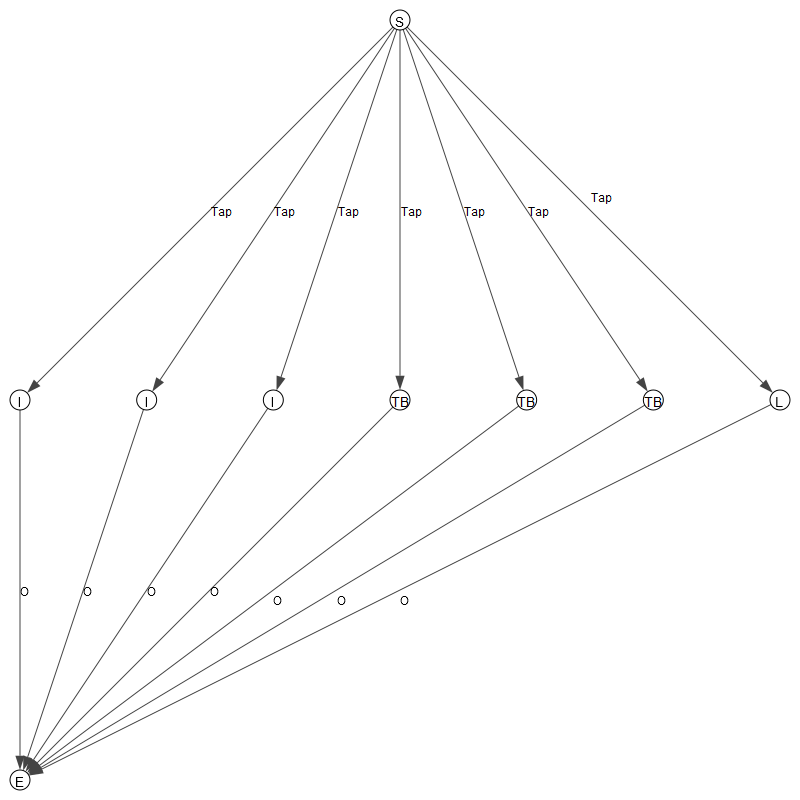 S
Tap Tap Tap Tap Tap Tap Tap
I I I TB TB TB L
O O O O O O O
E